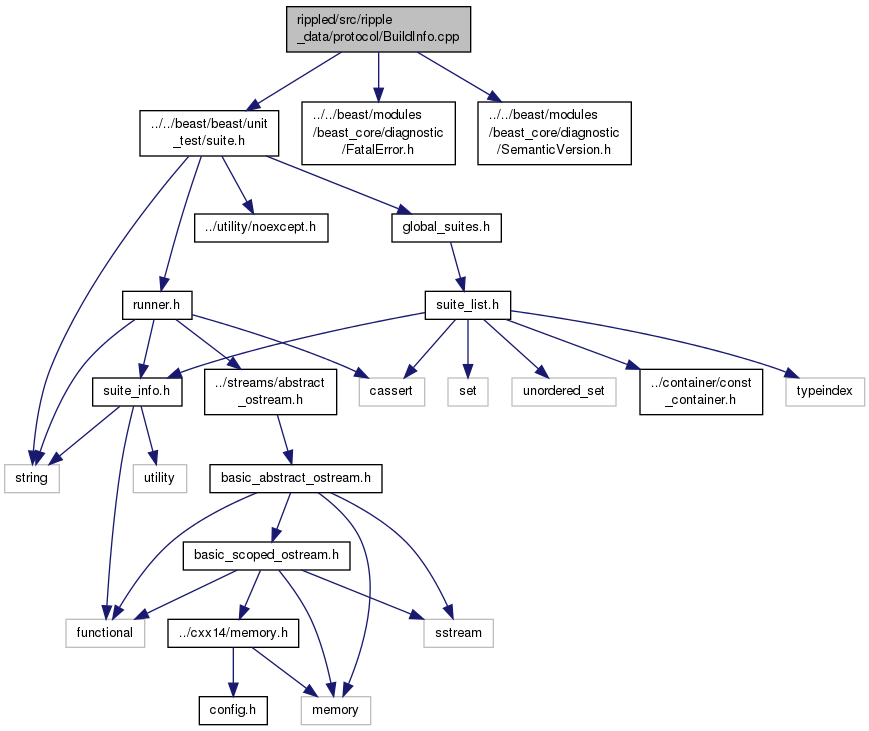 rippled/src/ripple
_data/protocol/BuildInfo.cpp
../../beast/beast/unit
_test/suite.h
../../beast/modules
/beast_core/diagnostic
/FatalError.h
../../beast/modules
/beast_core/diagnostic
/SemanticVersion.h
../utility/noexcept.h
global_suites.h
runner.h
suite_list.h
suite_info.h
../streams/abstract
_ostream.h
cassert
set
unordered_set
../container/const
_container.h
typeindex
string
utility
basic_abstract_ostream.h
basic_scoped_ostream.h
functional
../cxx14/memory.h
sstream
config.h
memory